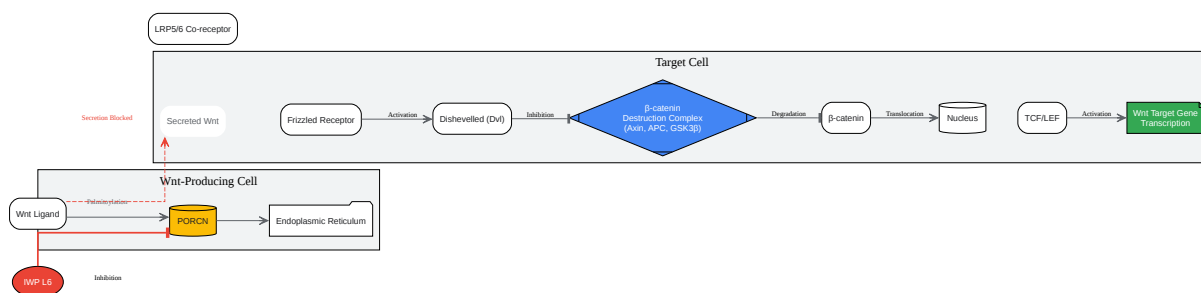 LRP5/6 Co-receptor
Target Cell
Secretion Blocked
Secreted Wnt
Frizzled Receptor
Activation
Dishevelled (Dvl)
Inhibition
β-catenin
Destruction Complex
(Axin, APC, GSK3β)
Degradation
β-catenin
Translocation
Nucleus
TCF/LEF
Activation
Wnt Target Gene
Transcription
Wnt-Producing Cell
Wnt Ligand
Palmitoylation
PORCN
Endoplasmic Reticulum
IWP L6
Inhibition